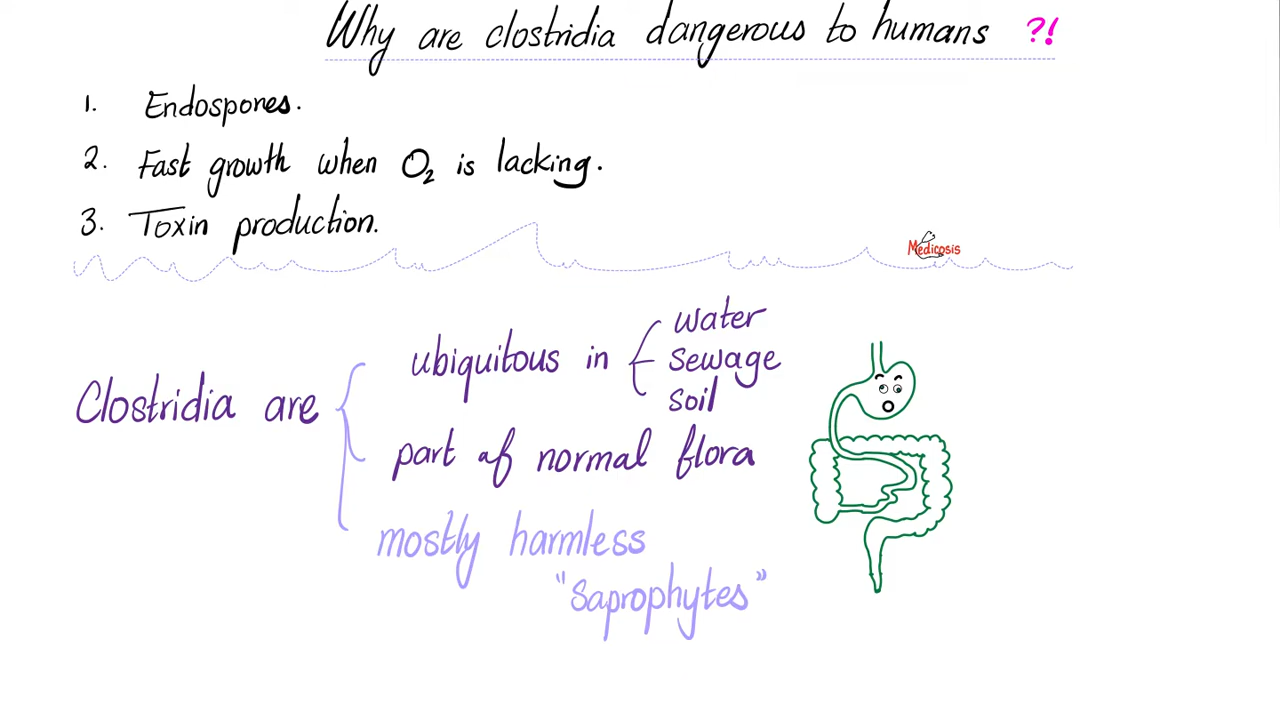 Why are clostridia dangerous to humans ?!
1. Endospores.
2. Fast growth when O₂ is lacking.
3. Toxin production.
Medicosis
Clostridia are
ubiquitous in
water
sewage
soil
part of normal flora
mostly harmless
"Saprophytes"